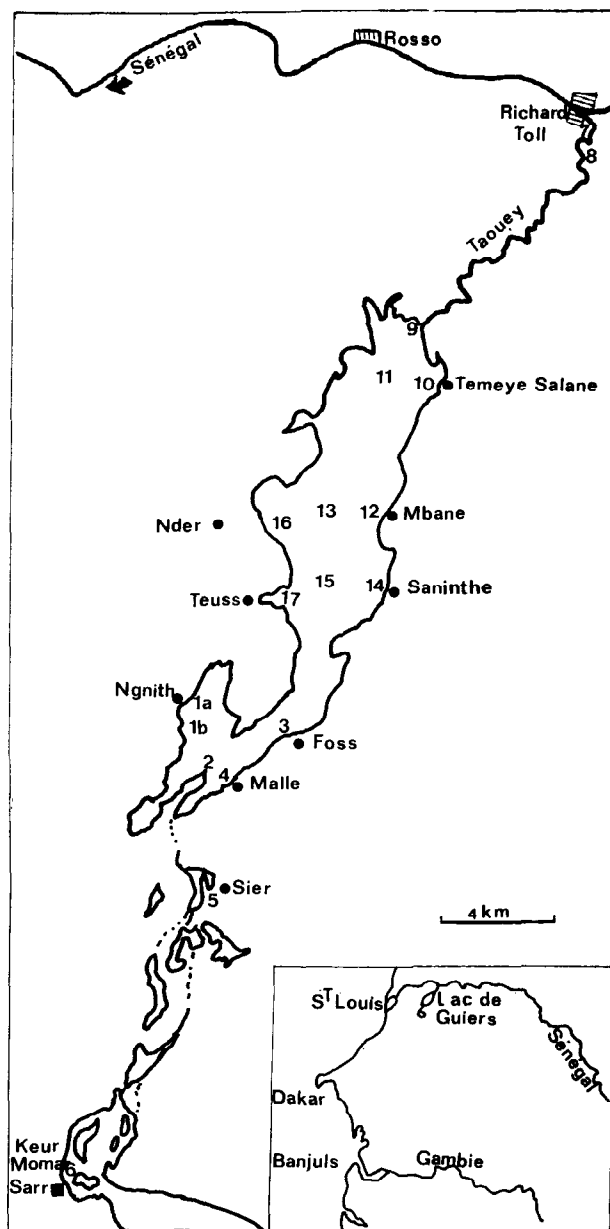 Sénégal
Rosso
Richard
Toll
8
Taouey
9
11
10
Temeye Salane
13
12
Mbane
Nder
16
15
14
Saninthe
Teuss
17
Ngnith
1a
1b
3
Foss
2
4
Malle
Sier
5
4 km
Sᵀ Louis
Lac de
Guiers
Sénégal
Dakar
Banjuls
Gambie
Keur
Momar
6
Sarr